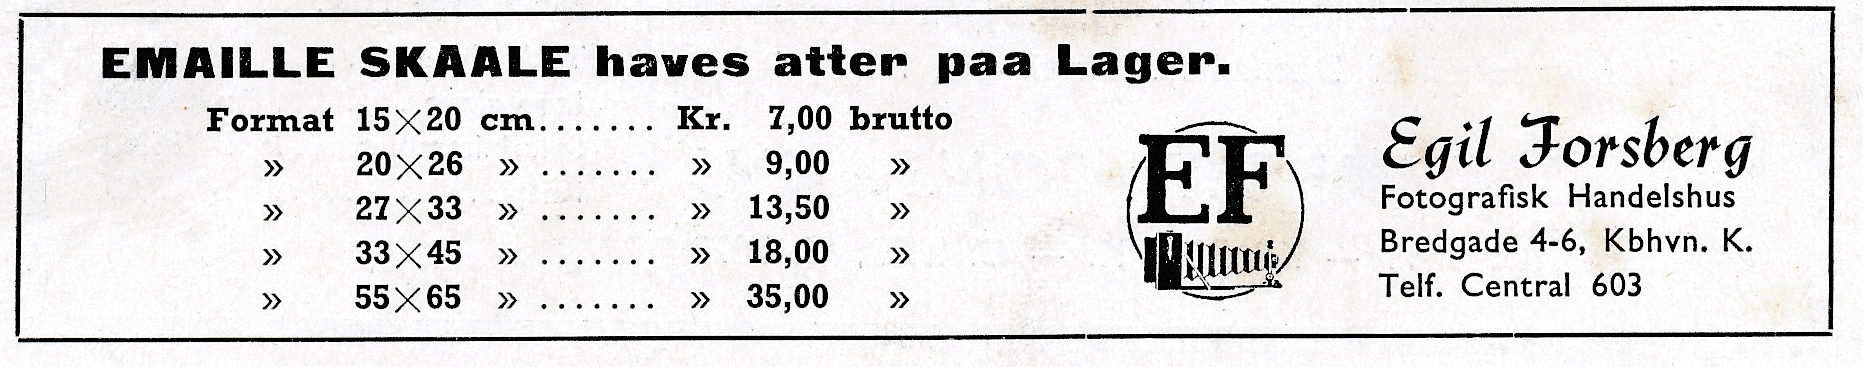 EMAILLE SKAALE haves atter paa Lager.
Format 15×20 cm....... Kr. 7,00 brutto
» 20×26 » ....... » 9,00 »
» 27×33 » ....... » 13,50 »
» 33×45 » ....... » 18,00 »
» 55×65 » ....... » 35,00 »
EF
Egil Forsberg
Fotografisk Handelshus
Bredgade 4-6, Kbhvn. K.
Telf. Central 603